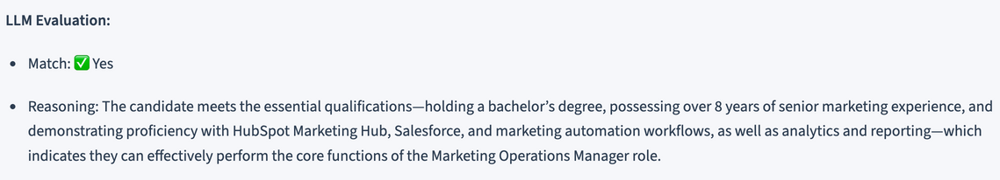 LLM Evaluation:
• Match: ✅ Yes
• Reasoning: The candidate meets the essential qualifications—holding a bachelor’s degree, possessing over 8 years of senior marketing experience, and
demonstrating proficiency with HubSpot Marketing Hub, Salesforce, and marketing automation workflows, as well as analytics and reporting—which
indicates they can effectively perform the core functions of the Marketing Operations Manager role.